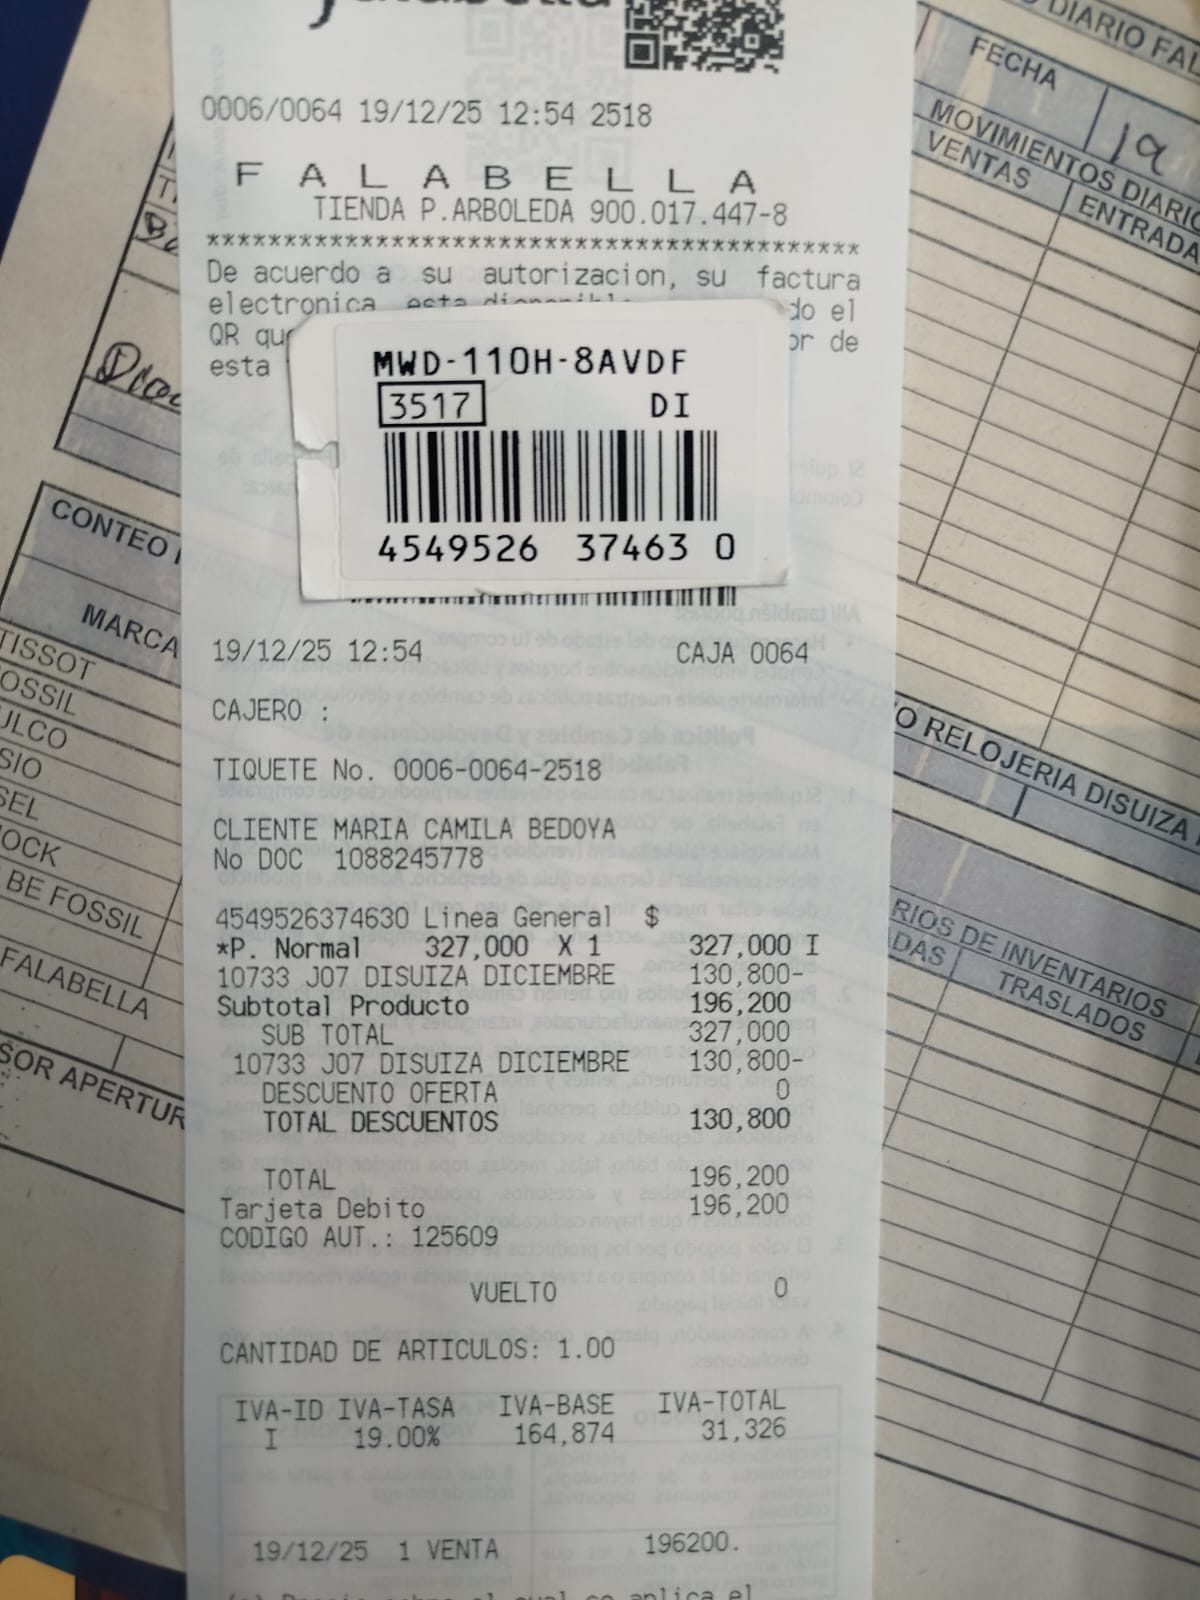 0006/0064 19/12/25 12:54 2518
F A L A B E L L A
TIENDA P.ARBOLEDA 900.017.447-8
*******************************************
De acuerdo a su autorizacion, su factura
electronica esta do el
QR or de
esta
MWD-110H-8AVDF
3517 DI
4549526 37463 0
19/12/25 12:54 CAJA 0064
CAJERO :
TIQUETE No. 0006-0064-2518
CLIENTE MARIA CAMILA BEDOYA
No DOC 1088245778
4549526374630 Linea General $
*P. Normal 327,000 X 1 327,000 I
10733 J07 DISUIZA DICIEMBRE 130,800-
Subtotal Producto 196,200
SUB TOTAL 327,000
10733 J07 DISUIZA DICIEMBRE 130,800-
DESCUENTO OFERTA 0
TOTAL DESCUENTOS 130,800
TOTAL 196,200
Tarjeta Debito 196,200
CODIGO AUT.: 125609
VUELTO 0
CANTIDAD DE ARTICULOS: 1.00
IVA-ID IVA-TASA IVA-BASE IVA-TOTAL
I 19.00% 164,874 31,326
19/12/25 1 VENTA 196200.
CONTEO
MARCA
TISSOT
OSSIL
ULCO
SIO
SEL
OCK
BE FOSSIL
FALABELLA
SOR APERTUR
DIARIO FAL
FECHA 19
MOVIMIENTOS DIARIO
VENTAS ENTRADA
O RELOJERIA DISUIZA
RIOS DE INVENTARIOS
DAS TRASLADOS